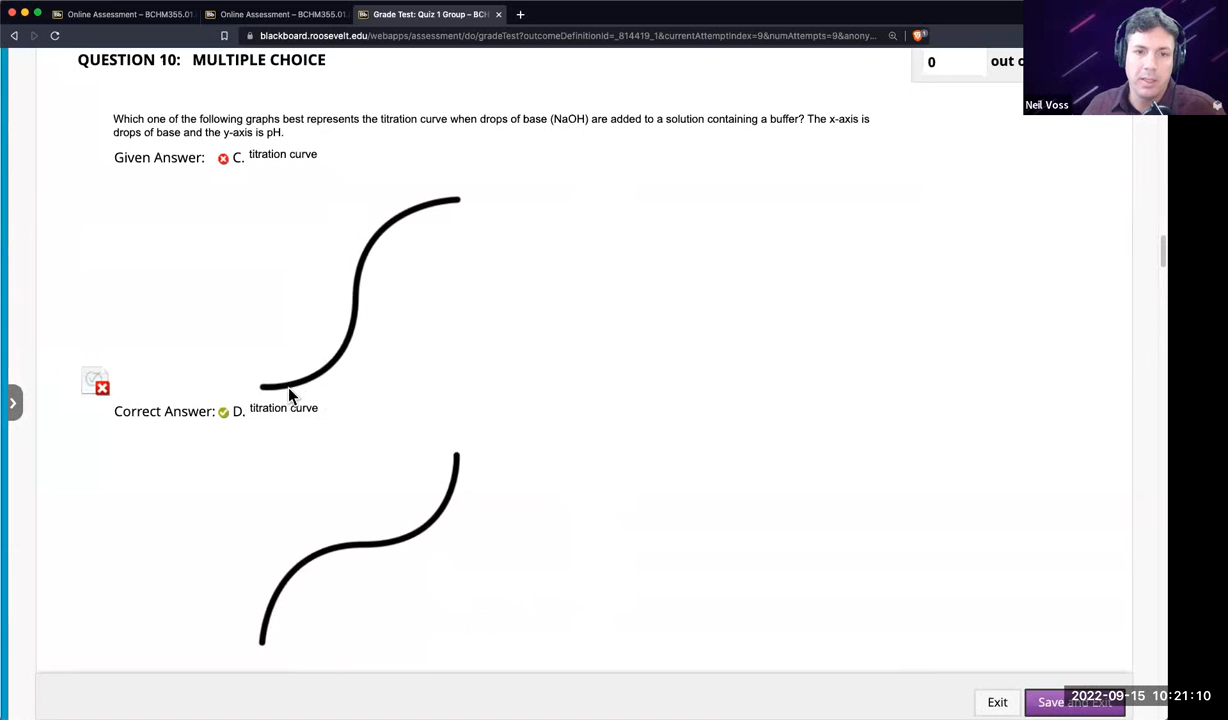 Online Assessment – BCHM355.01
Online Assessment – BCHM355.01
Grade Test: Quiz 1 Group – BCH
blackboard.roosevelt.edu/webapps/assessment/do/gradeTest?outcomeDefinitionId=_814419_1&currentAttemptIndex=9&numAttempts=9&anony...
QUESTION 10: MULTIPLE CHOICE
0
out o
Neil Voss
Which one of the following graphs best represents the titration curve when drops of base (NaOH) are added to a solution containing a buffer? The x-axis is
drops of base and the y-axis is pH.
Given Answer: C. titration curve
Correct Answer: D. titration curve
Exit
Save and Exit
2022-09-15 10:21:10